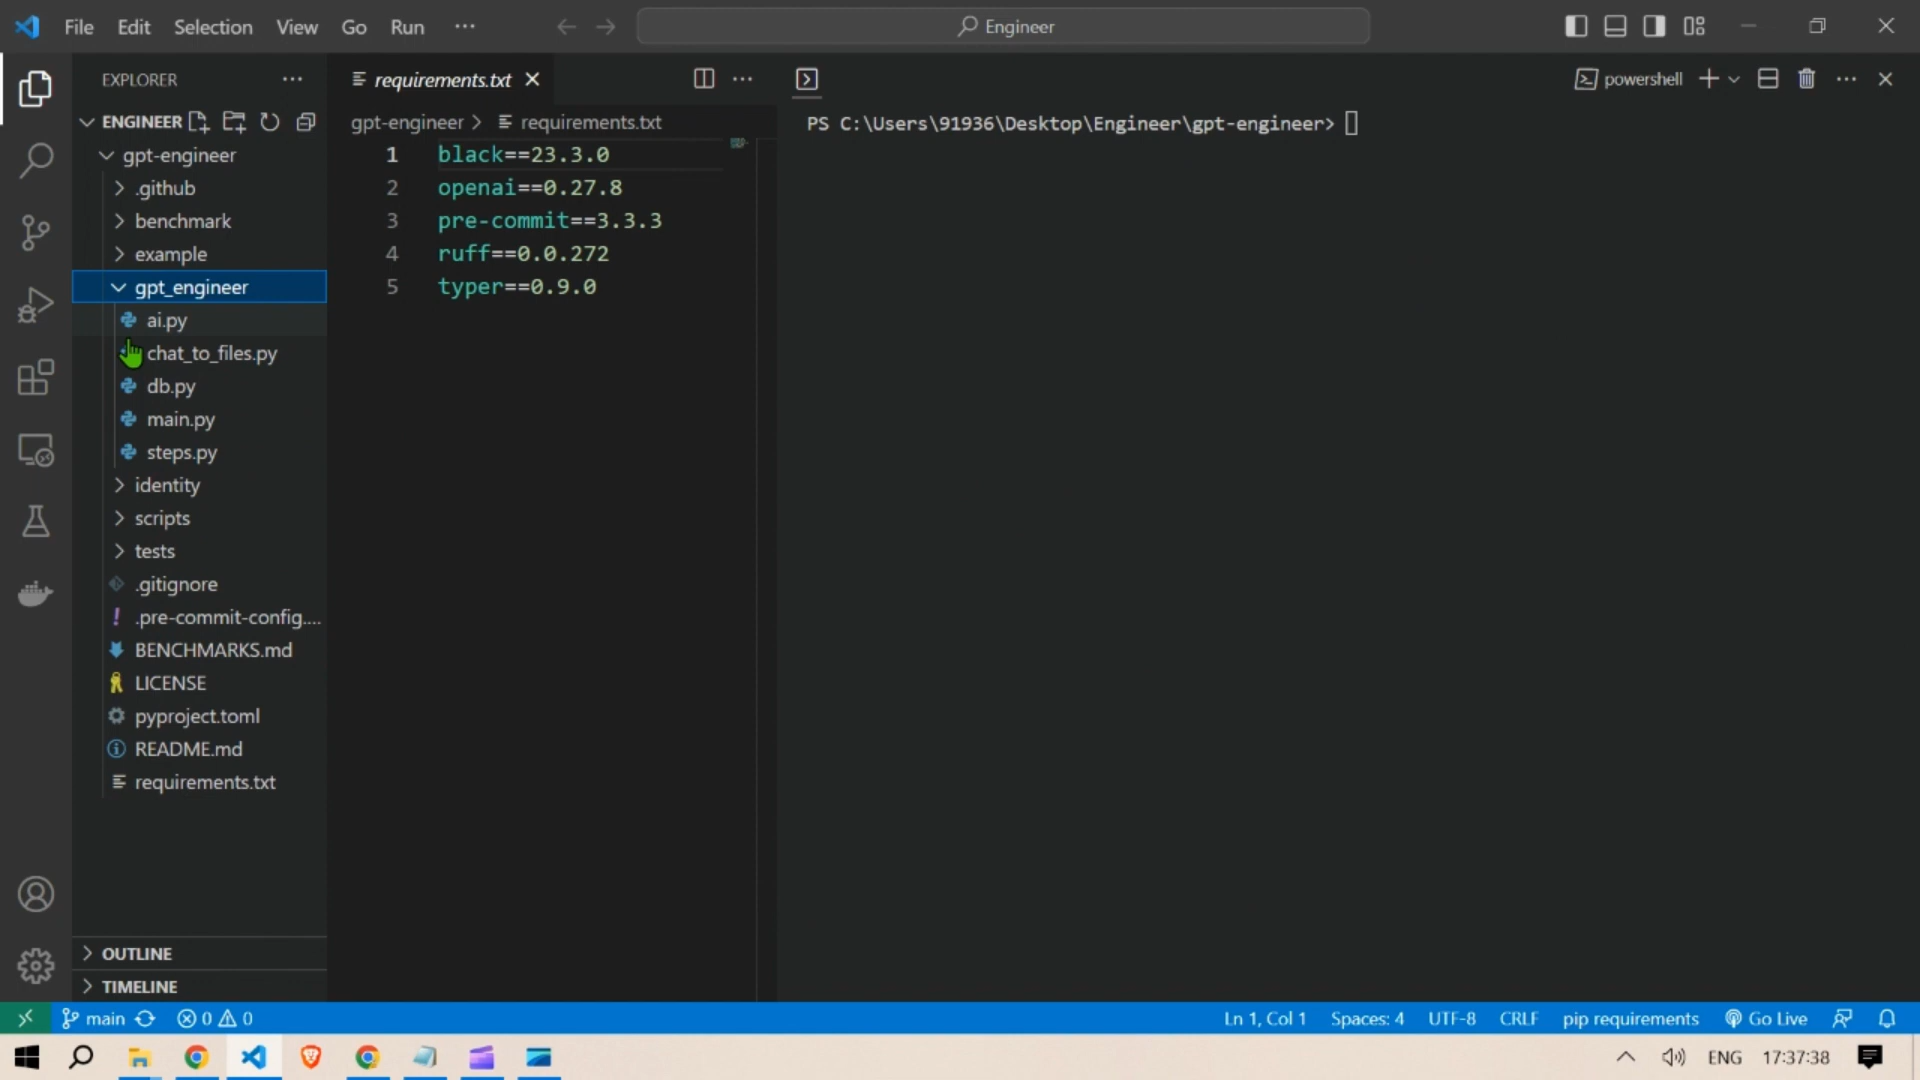 File Edit Selection View Go Run ···
Engineer
EXPLORER
requirements.txt
powershell
ENGINEER
gpt-engineer > requirements.txt
PS C:\Users\91936\Desktop\Engineer\gpt-engineer>
gpt-engineer
.github
benchmark
example
gpt_engineer
ai.py
chat_to_files.py
db.py
main.py
steps.py
identity
scripts
tests
.gitignore
.pre-commit-config....
BENCHMARKS.md
LICENSE
pyproject.toml
README.md
requirements.txt
1 black==23.3.0
2 openai==0.27.8
3 pre-commit==3.3.3
4 ruff==0.0.272
5 typer==0.9.0
OUTLINE
TIMELINE
main 0 0
Ln 1, Col 1 Spaces: 4 UTF-8 CRLF pip requirements Go Live
ENG 17:37:38